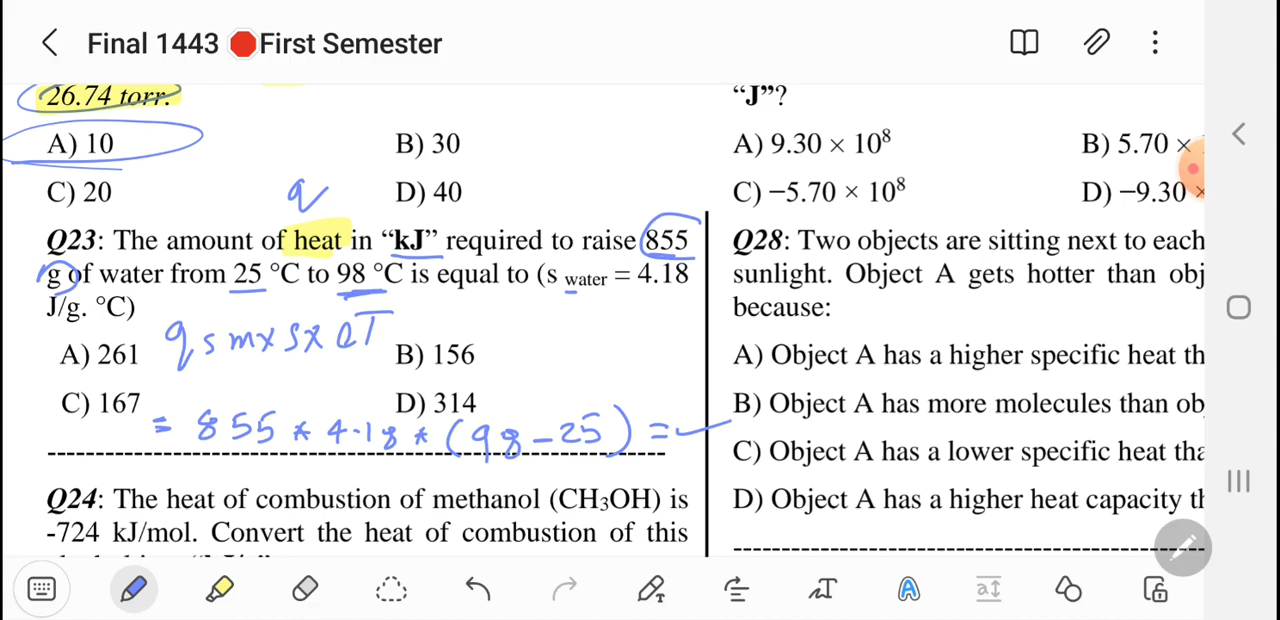 Final 1443 🛑First Semester
26.74 torr.
A) 10 B) 30
C) 20 D) 40
q
Q23: The amount of heat in “kJ” required to raise 855
g of water from 25 °C to 98 °C is equal to (s water = 4.18
J/g. °C)
q = m × s × ΔT
A) 261 B) 156
C) 167 D) 314
= 855 * 4.18 * (98 - 25) =
Q24: The heat of combustion of methanol (CH₃OH) is
-724 kJ/mol. Convert the heat of combustion of this
“J”?
A) 9.30 × 10⁸ B) 5.70 ×
C) −5.70 × 10⁸ D) −9.30 ×
Q28: Two objects are sitting next to each
sunlight. Object A gets hotter than obj
because:
A) Object A has a higher specific heat th
B) Object A has more molecules than ob
C) Object A has a lower specific heat tha
D) Object A has a higher heat capacity th